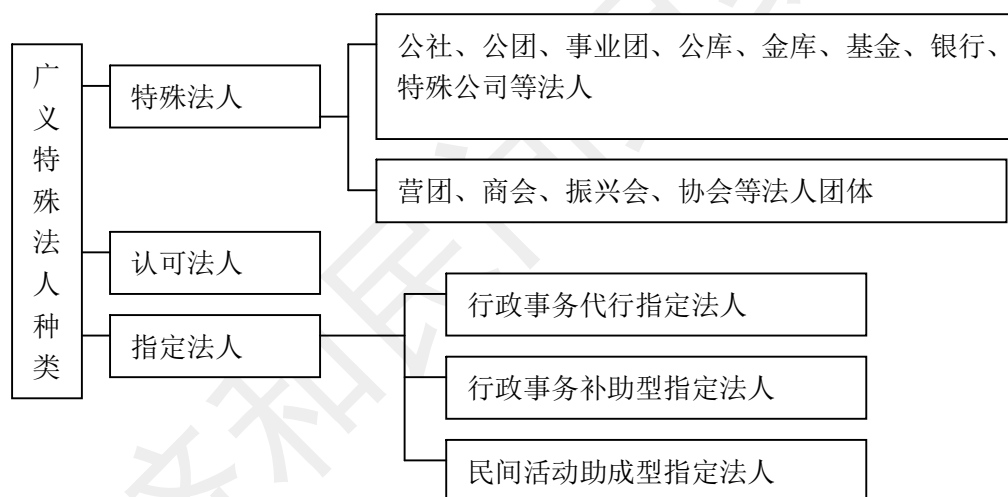 广义特殊法人种类
特殊法人
公社、公团、事业团、公库、金库、基金、银行、
特殊公司等法人
营团、商会、振兴会、协会等法人团体
认可法人
指定法人
行政事务代行指定法人
行政事务补助型指定法人
民间活动助成型指定法人